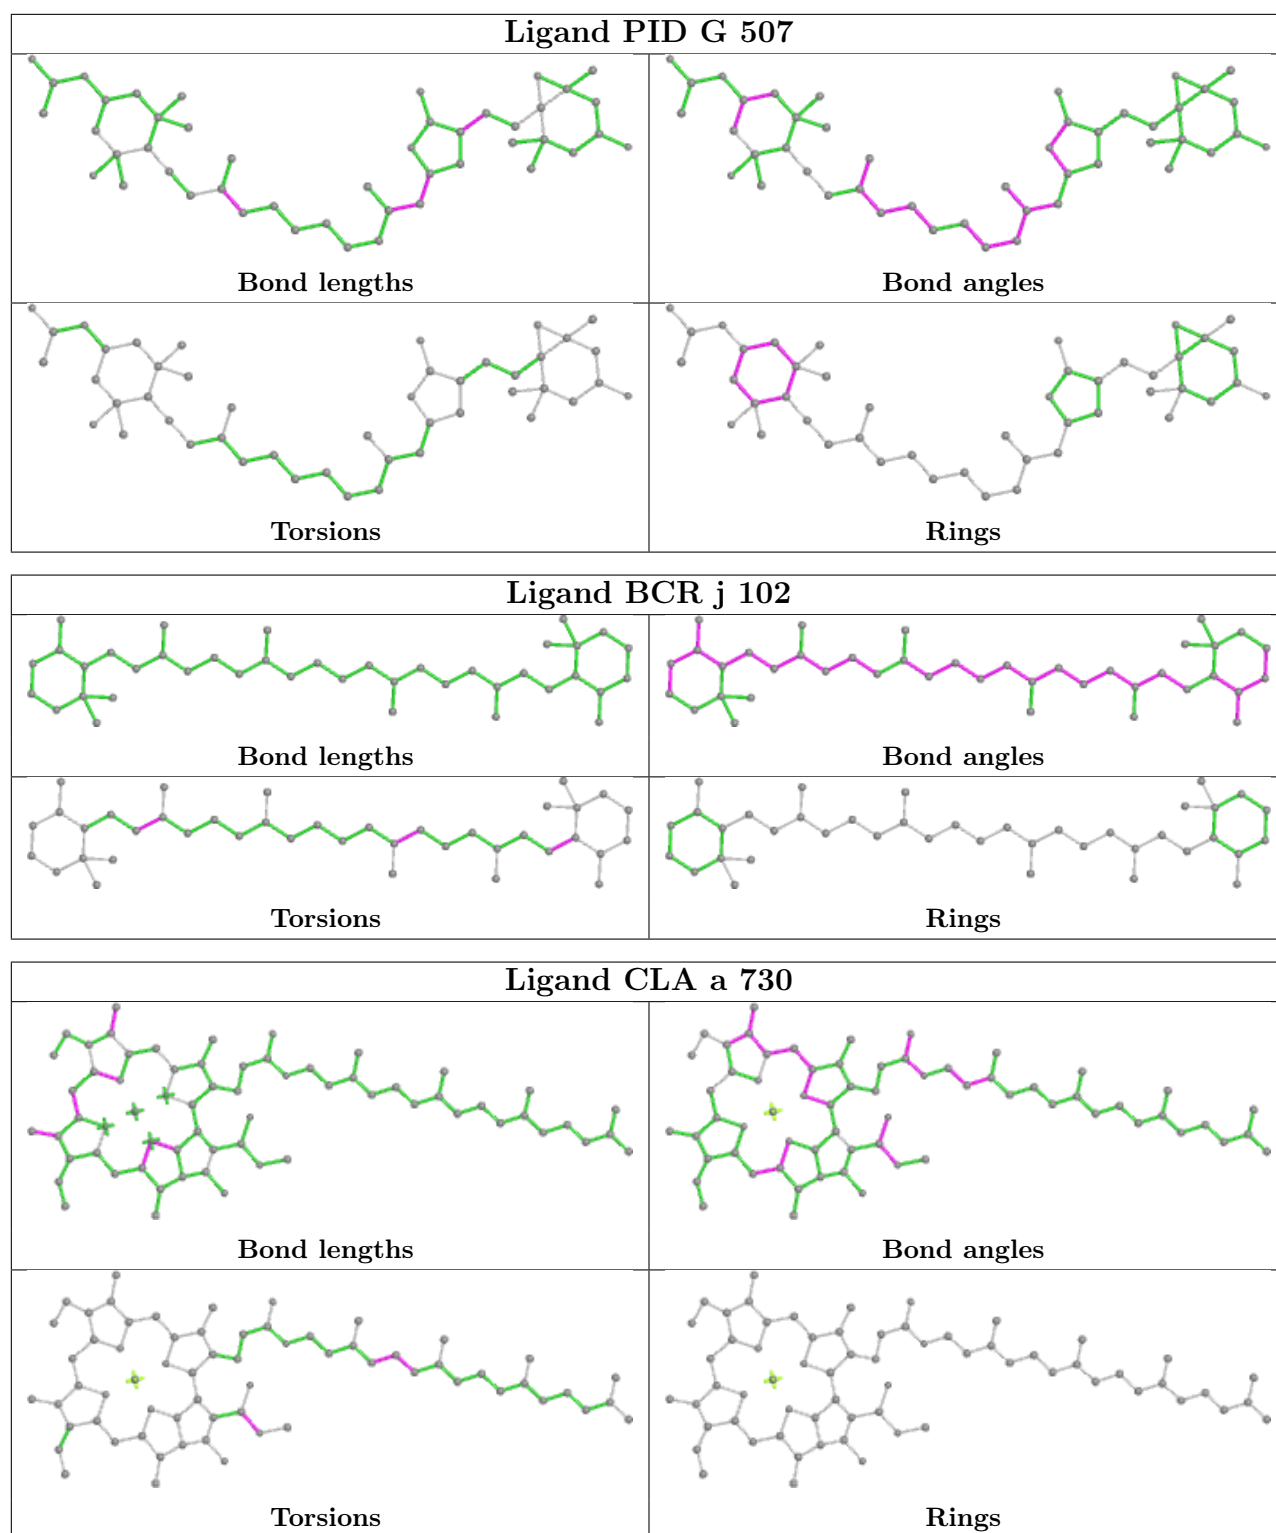 Ligand PID G 507
Bond lengths
Bond angles
Torsions
Rings
Ligand BCR j 102
Bond lengths
Bond angles
Torsions
Rings
Ligand CLA a 730
Bond lengths
Bond angles
Torsions
Rings